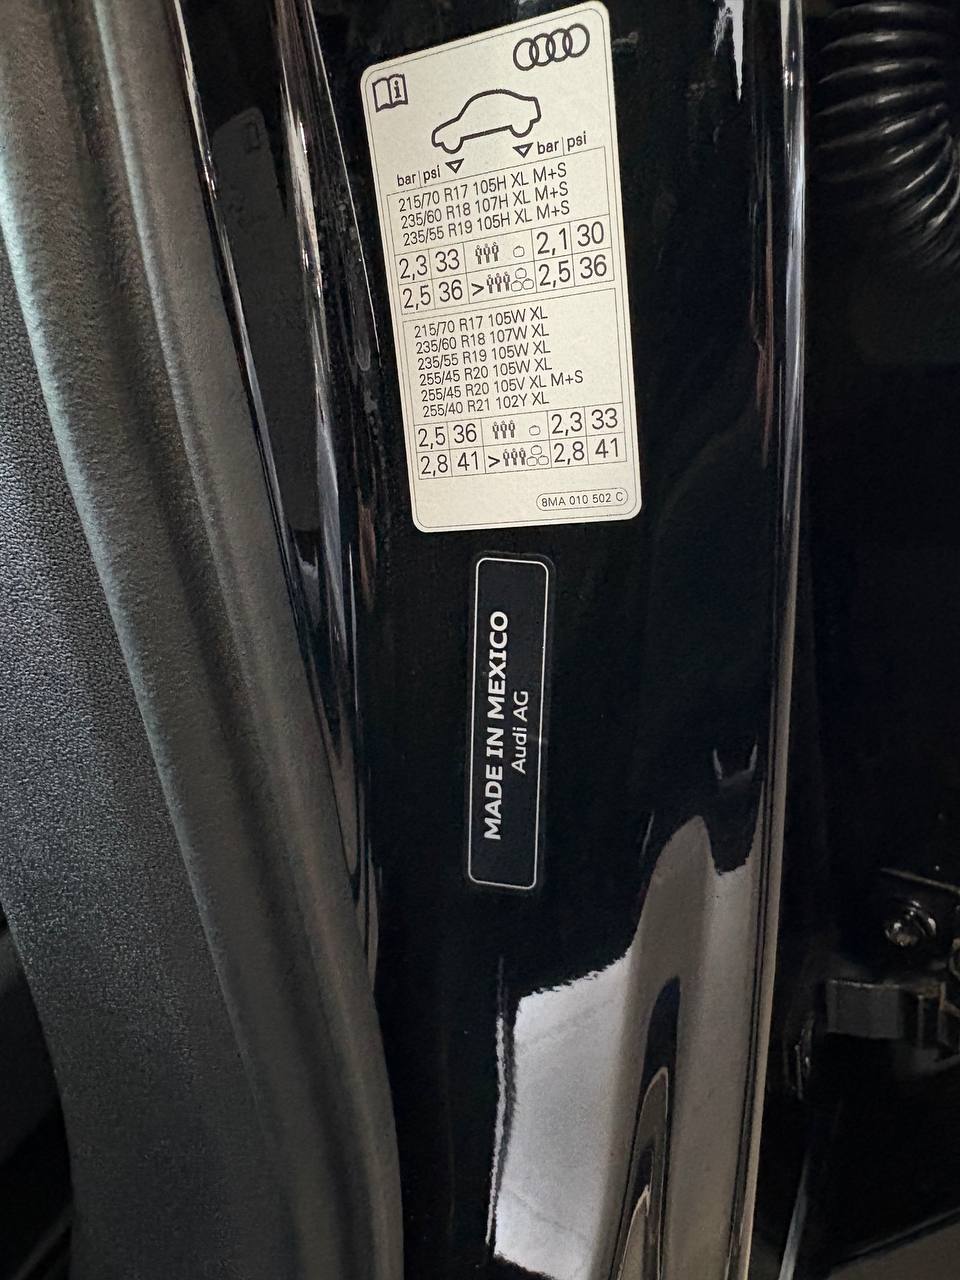 bar|psi
bar|psi
215/70 R17 105H XL M+S
235/60 R18 107H XL M+S
235/55 R19 105H XL M+S
2,3 33 2,1 30
2,5 36 > 2,5 36
215/70 R17 105W XL
235/60 R18 107W XL
235/55 R19 105W XL
255/45 R20 105W XL
255/45 R20 105V XL M+S
255/40 R21 102Y XL
2,5 36 2,3 33
2,8 41 > 2,8 41
8MA 010 502 C
MADE IN MEXICO
Audi AG